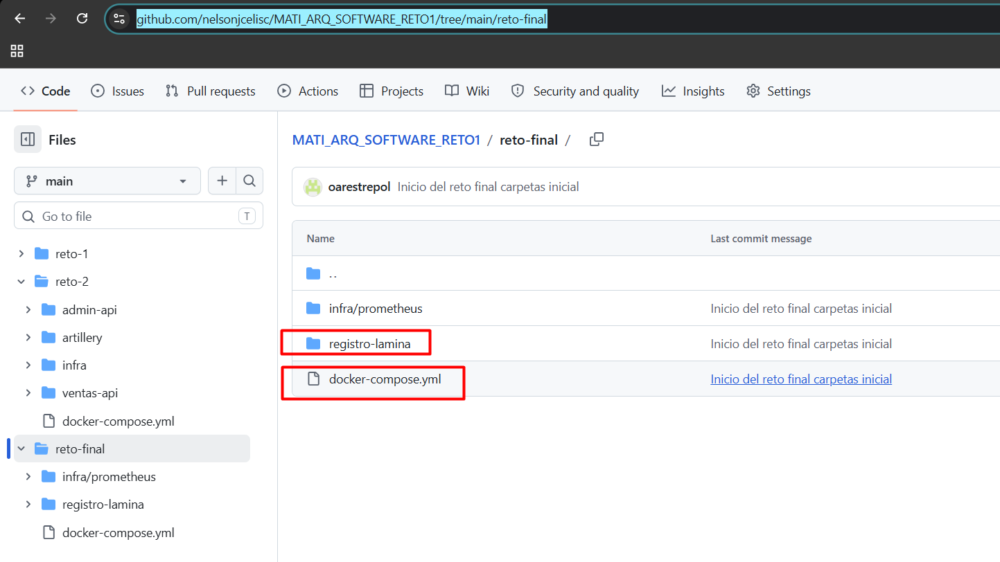 github.com/nelsonjcelisc/MATI_ARQ_SOFTWARE_RETO1/tree/main/reto-final
Code Issues Pull requests Actions Projects Wiki Security and quality Insights Settings
Files
main
Go to file T
reto-1
reto-2
admin-api
artillery
infra
ventas-api
docker-compose.yml
reto-final
infra/prometheus
registro-lamina
docker-compose.yml
MATI_ARQ_SOFTWARE_RETO1 / reto-final /
oarestrepol Inicio del reto final carpetas inicial
Name Last commit message
..
infra/prometheus Inicio del reto final carpetas inicial
registro-lamina Inicio del reto final carpetas inicial
docker-compose.yml Inicio del reto final carpetas inicial